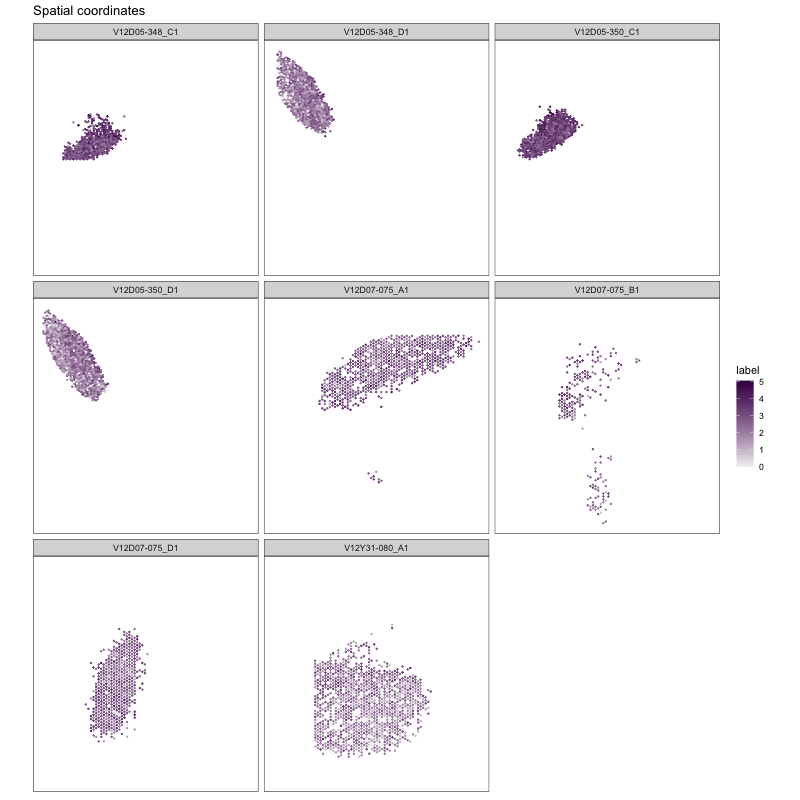 Spatial coordinates
V12D05-348_C1
V12D05-348_D1
V12D05-350_C1
V12D05-350_D1
V12D07-075_A1
V12D07-075_B1
label
5
4
3
2
1
0
V12D07-075_D1
V12Y31-080_A1